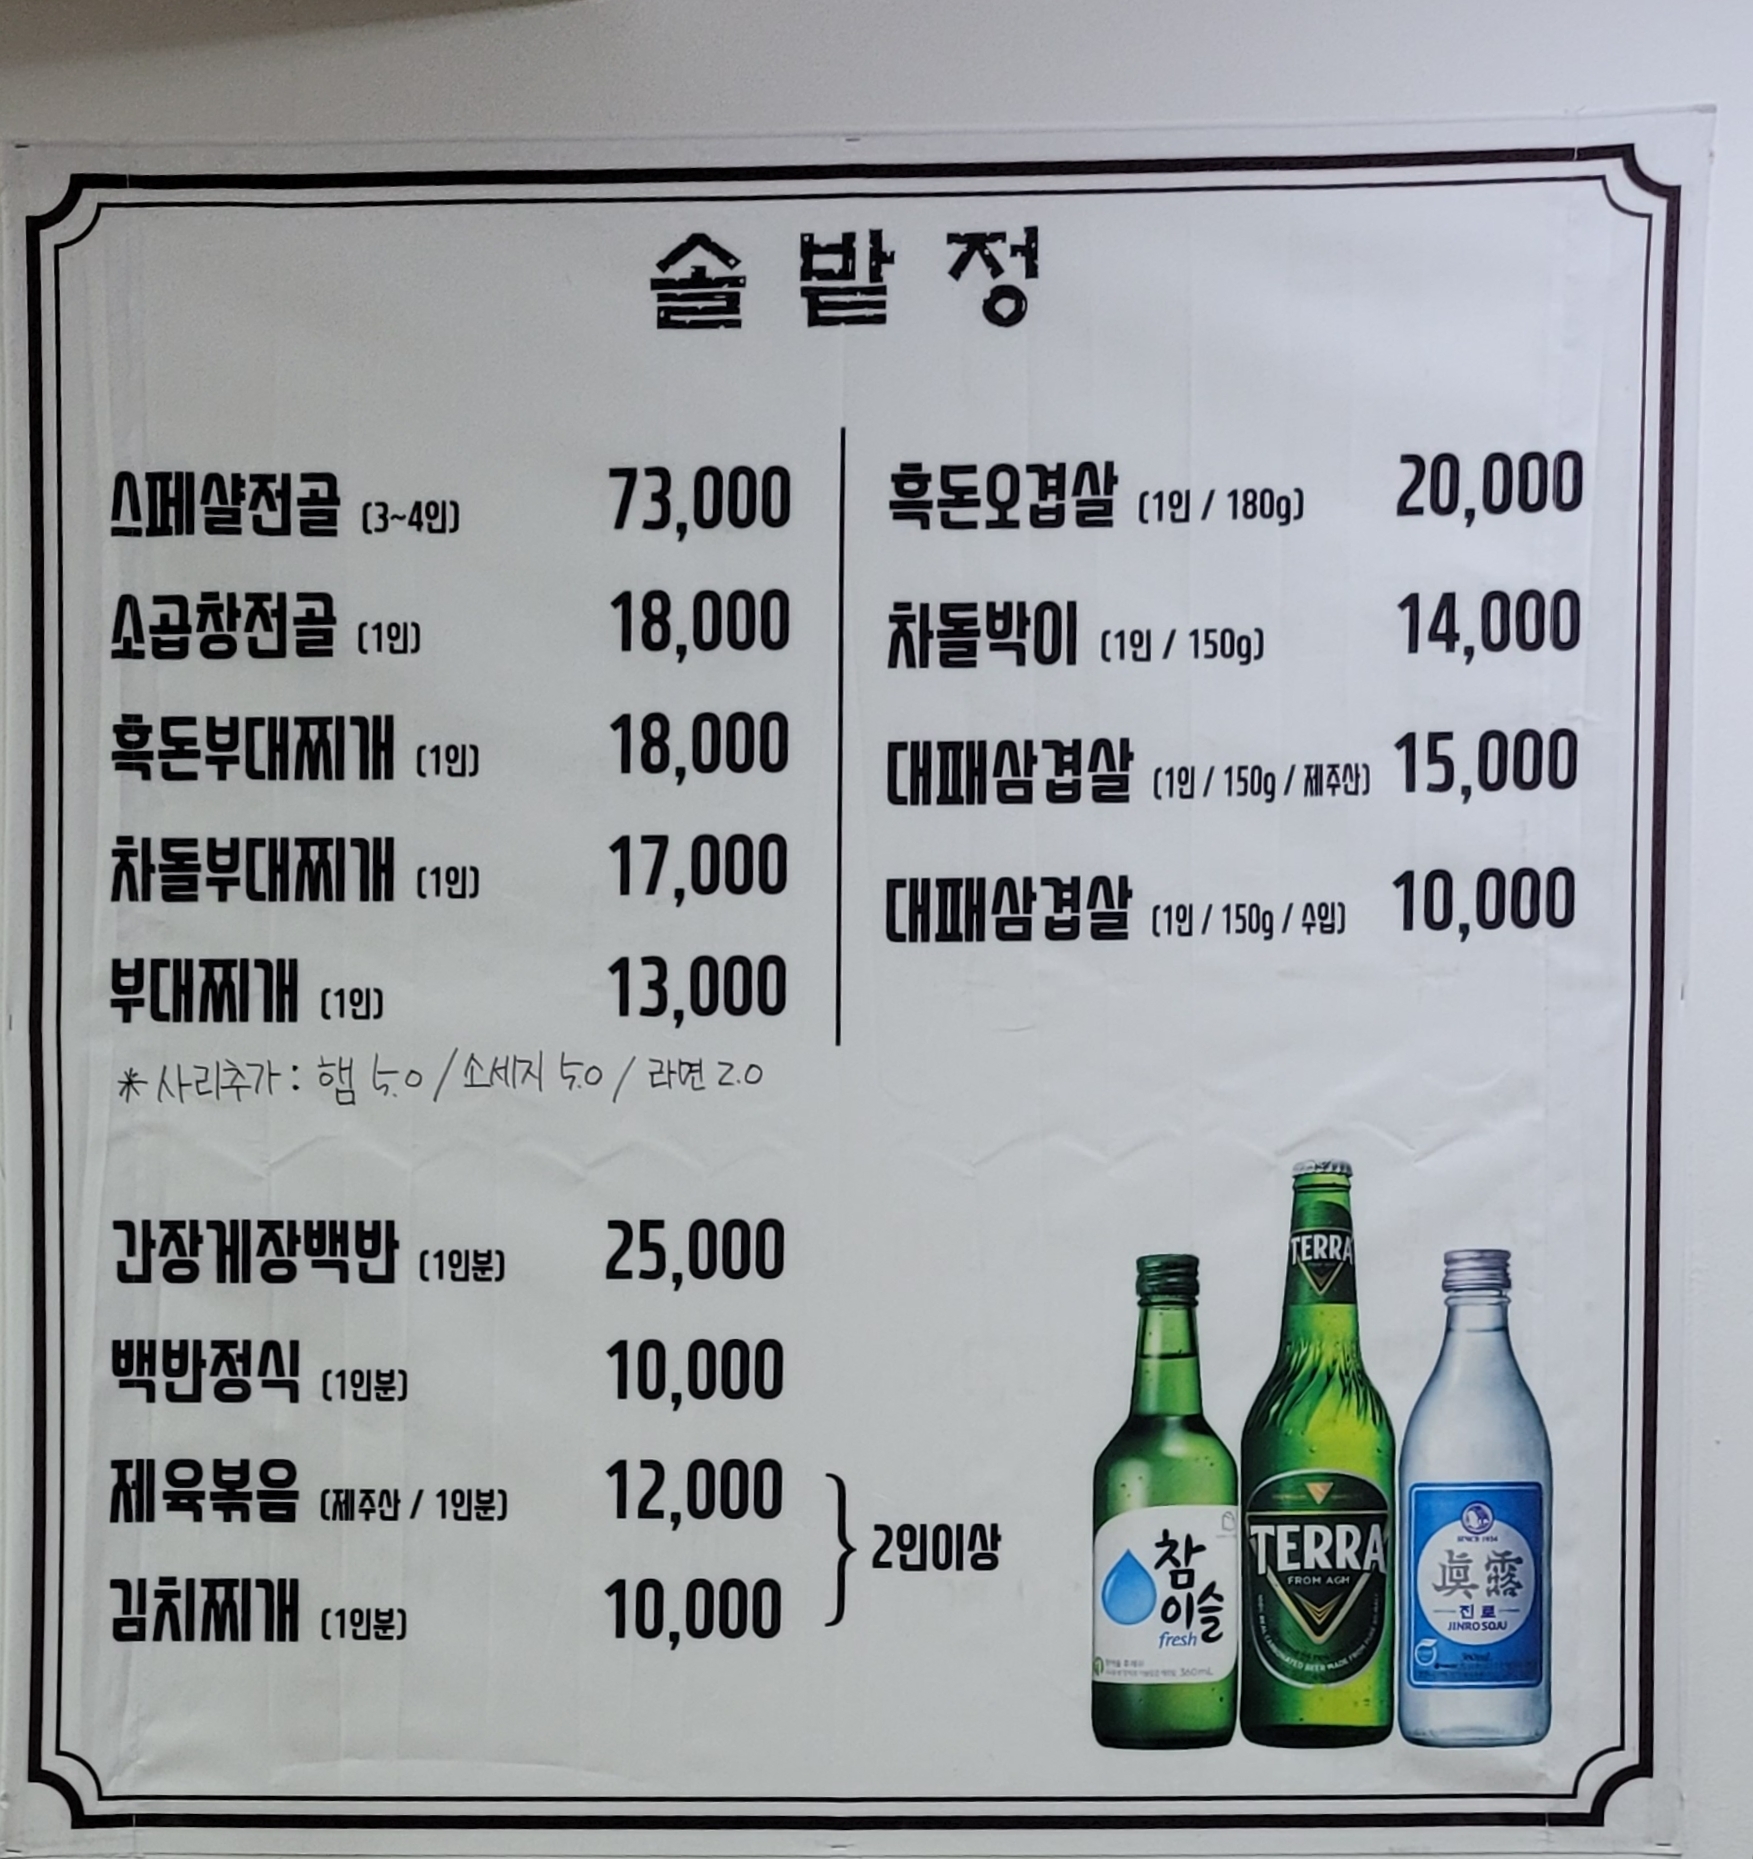 솔밭정
스페샬전골 (3~4인) 73,000
소곱창전골 (1인) 18,000
흑돈부대찌개 (1인) 18,000
차돌부대찌개 (1인) 17,000
부대찌개 (1인) 13,000
※사리추가: 햄 5.0 / 소세지 5.0 / 라면 2.0
흑돈오겹살 (1인 / 180g) 20,000
차돌박이 (1인 / 150g) 14,000
대패삼겹살 (1인 / 150g / 제주산) 15,000
대패삼겹살 (1인 / 150g / 수입) 10,000
간장게장백반 (1인분) 25,000
백반정식 (1인분) 10,000
제육볶음 (제주산 / 1인분) 12,000
김치찌개 (1인분) 10,000
2인이상
참
이슬
fresh
360mL
TERRA
TERRA
FROM AGM
SINCE 1924
眞露
진로
JINRO SOJU